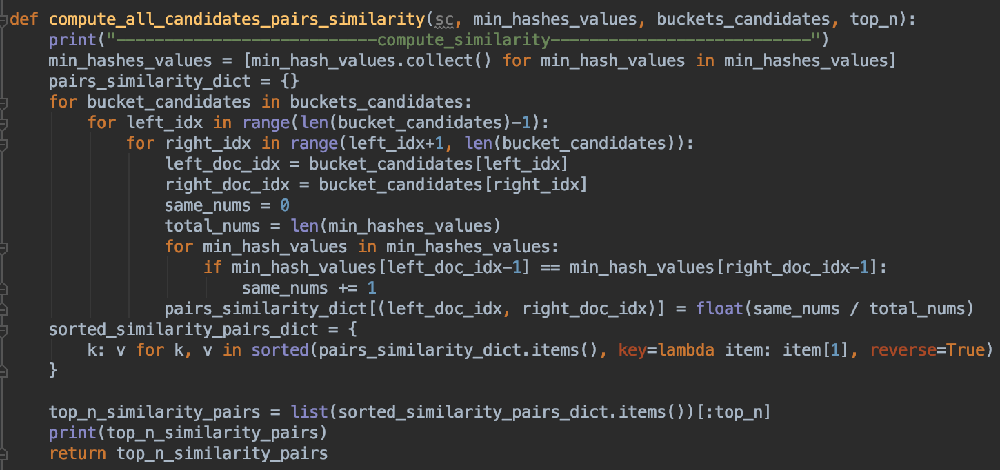 def compute_all_candidates_pairs_similarity(sc, min_hashes_values, buckets_candidates, top_n):
    print("---------------------------compute_similarity---------------------------")
    min_hashes_values = [min_hash_values.collect() for min_hash_values in min_hashes_values]
    pairs_similarity_dict = {}
    for bucket_candidates in buckets_candidates:
        for left_idx in range(len(bucket_candidates)-1):
            for right_idx in range(left_idx+1, len(bucket_candidates)):
                left_doc_idx = bucket_candidates[left_idx]
                right_doc_idx = bucket_candidates[right_idx]
                same_nums = 0
                total_nums = len(min_hashes_values)
                for min_hash_values in min_hashes_values:
                    if min_hash_values[left_doc_idx-1] == min_hash_values[right_doc_idx-1]:
                        same_nums += 1
                pairs_similarity_dict[(left_doc_idx, right_doc_idx)] = float(same_nums / total_nums)
    sorted_similarity_pairs_dict = {
        k: v for k, v in sorted(pairs_similarity_dict.items(), key=lambda item: item[1], reverse=True)
    }
    top_n_similarity_pairs = list(sorted_similarity_pairs_dict.items())[:top_n]
    print(top_n_similarity_pairs)
    return top_n_similarity_pairs